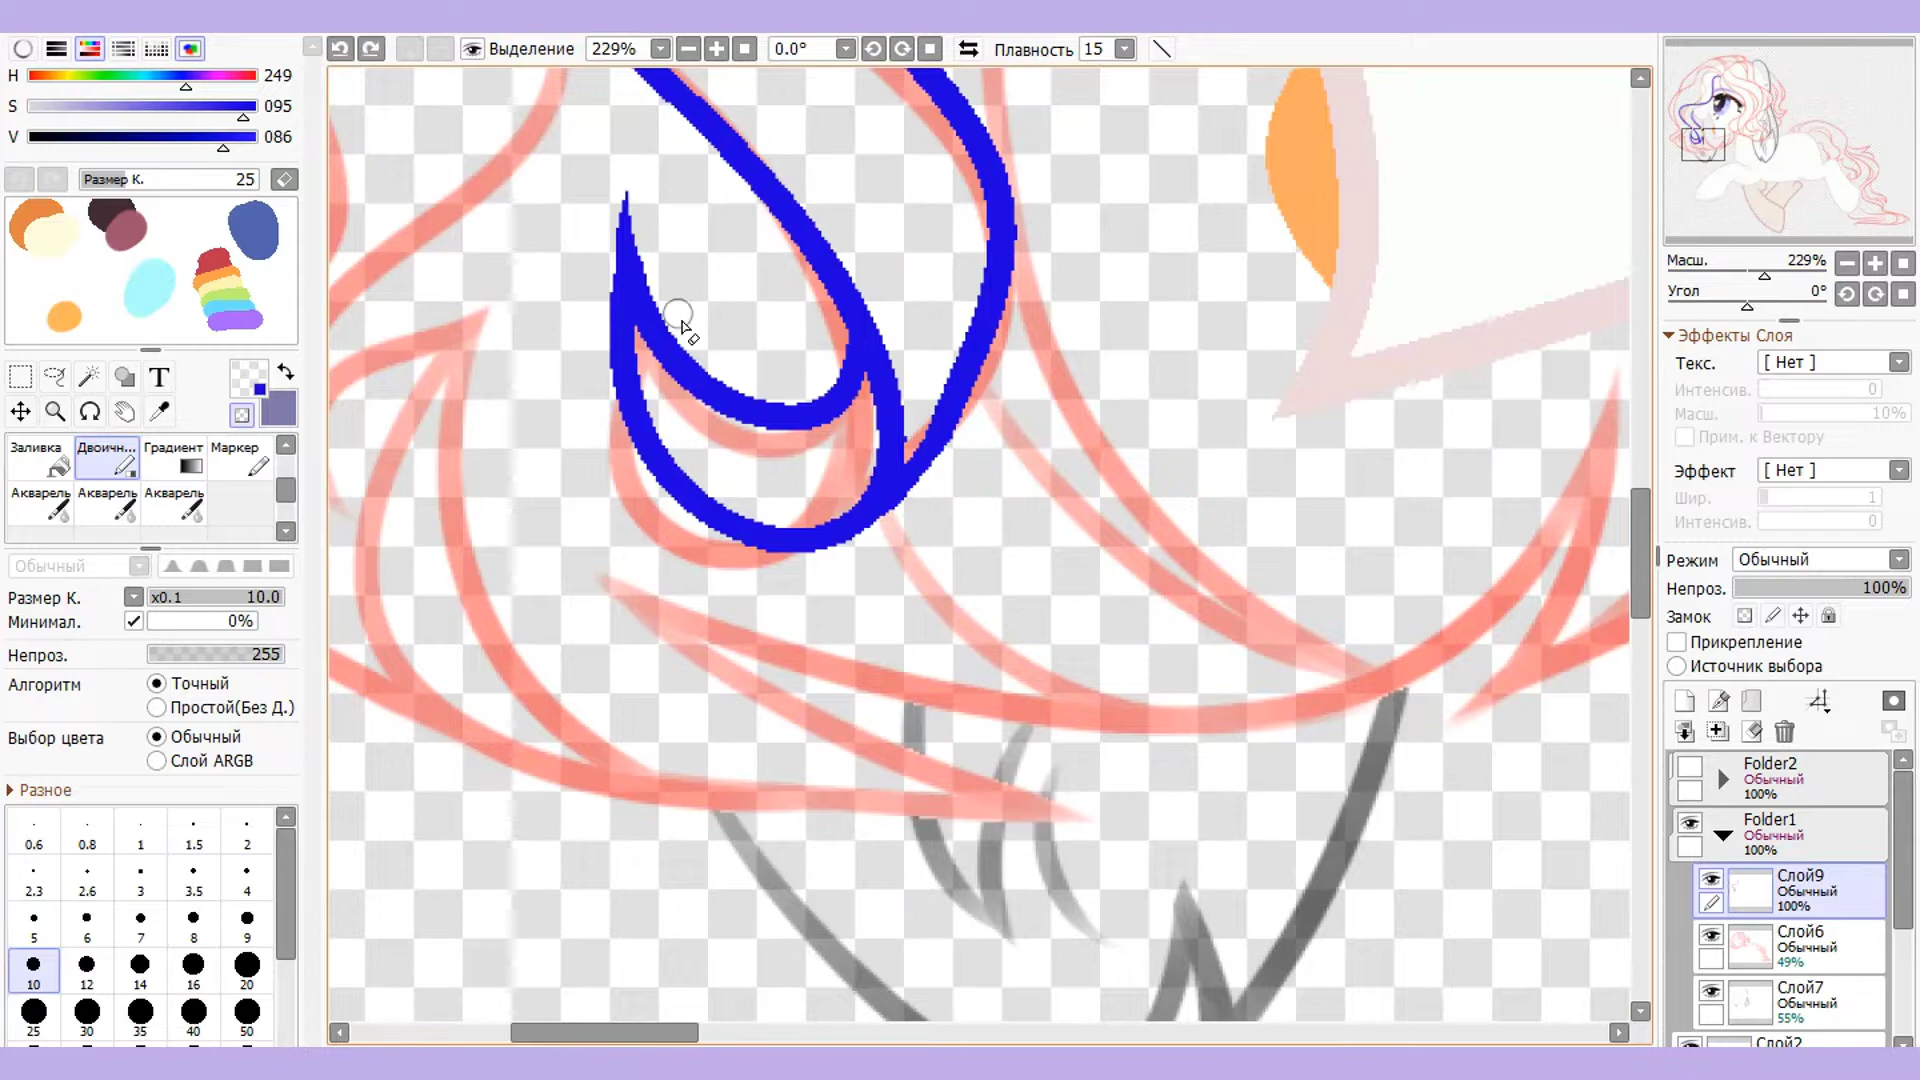 Выделение 229% 0.0° Плавность 15
H 249
S 095
V 086
Размер К. 25
T
Заливка Двоичн... Градиент Маркер
Акварель Акварель Акварель
Обычный
Размер К. x0.1 10.0
Минимал. 0%
Непроз. 255
Алгоритм Точный
Простой(Без Д.)
Выбор цвета Обычный
Слой ARGB
Разное
0.6 0.8 1 1.5 2
2.3 2.6 3 3.5 4
5 6 7 8 9
10 12 14 16 20
25 30 35 40 50
Масш. 229%
Угол 0°
Эффекты Слоя
Текс. [ Нет ]
Интенсив. 0
Масш. 10%
Прим. к Вектору
Эффект [ Нет ]
Шир. 1
Интенсив. 0
Режим Обычный
Непроз. 100%
Замок
Прикрепление
Источник выбора
Folder2
Обычный
100%
Folder1
Обычный
100%
Слой9
Обычный
100%
Слой6
Обычный
49%
Слой7
Обычный
55%
Слой2